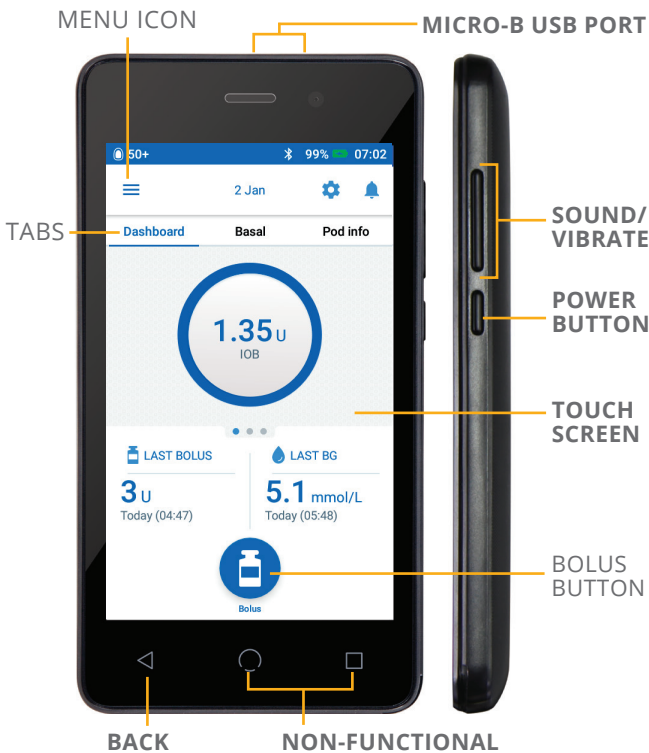 MENU ICON
MICRO-B USB PORT
50+ 99% 07:02
2 Jan
TABS
Dashboard Basal Pod info
SOUND/
VIBRATE
1.35 U
IOB
POWER
BUTTON
TOUCH
SCREEN
LAST BOLUS LAST BG
3 U 5.1 mmol/L
Today (04:47) Today (05:48)
BOLUS
BUTTON
Bolus
BACK NON-FUNCTIONAL